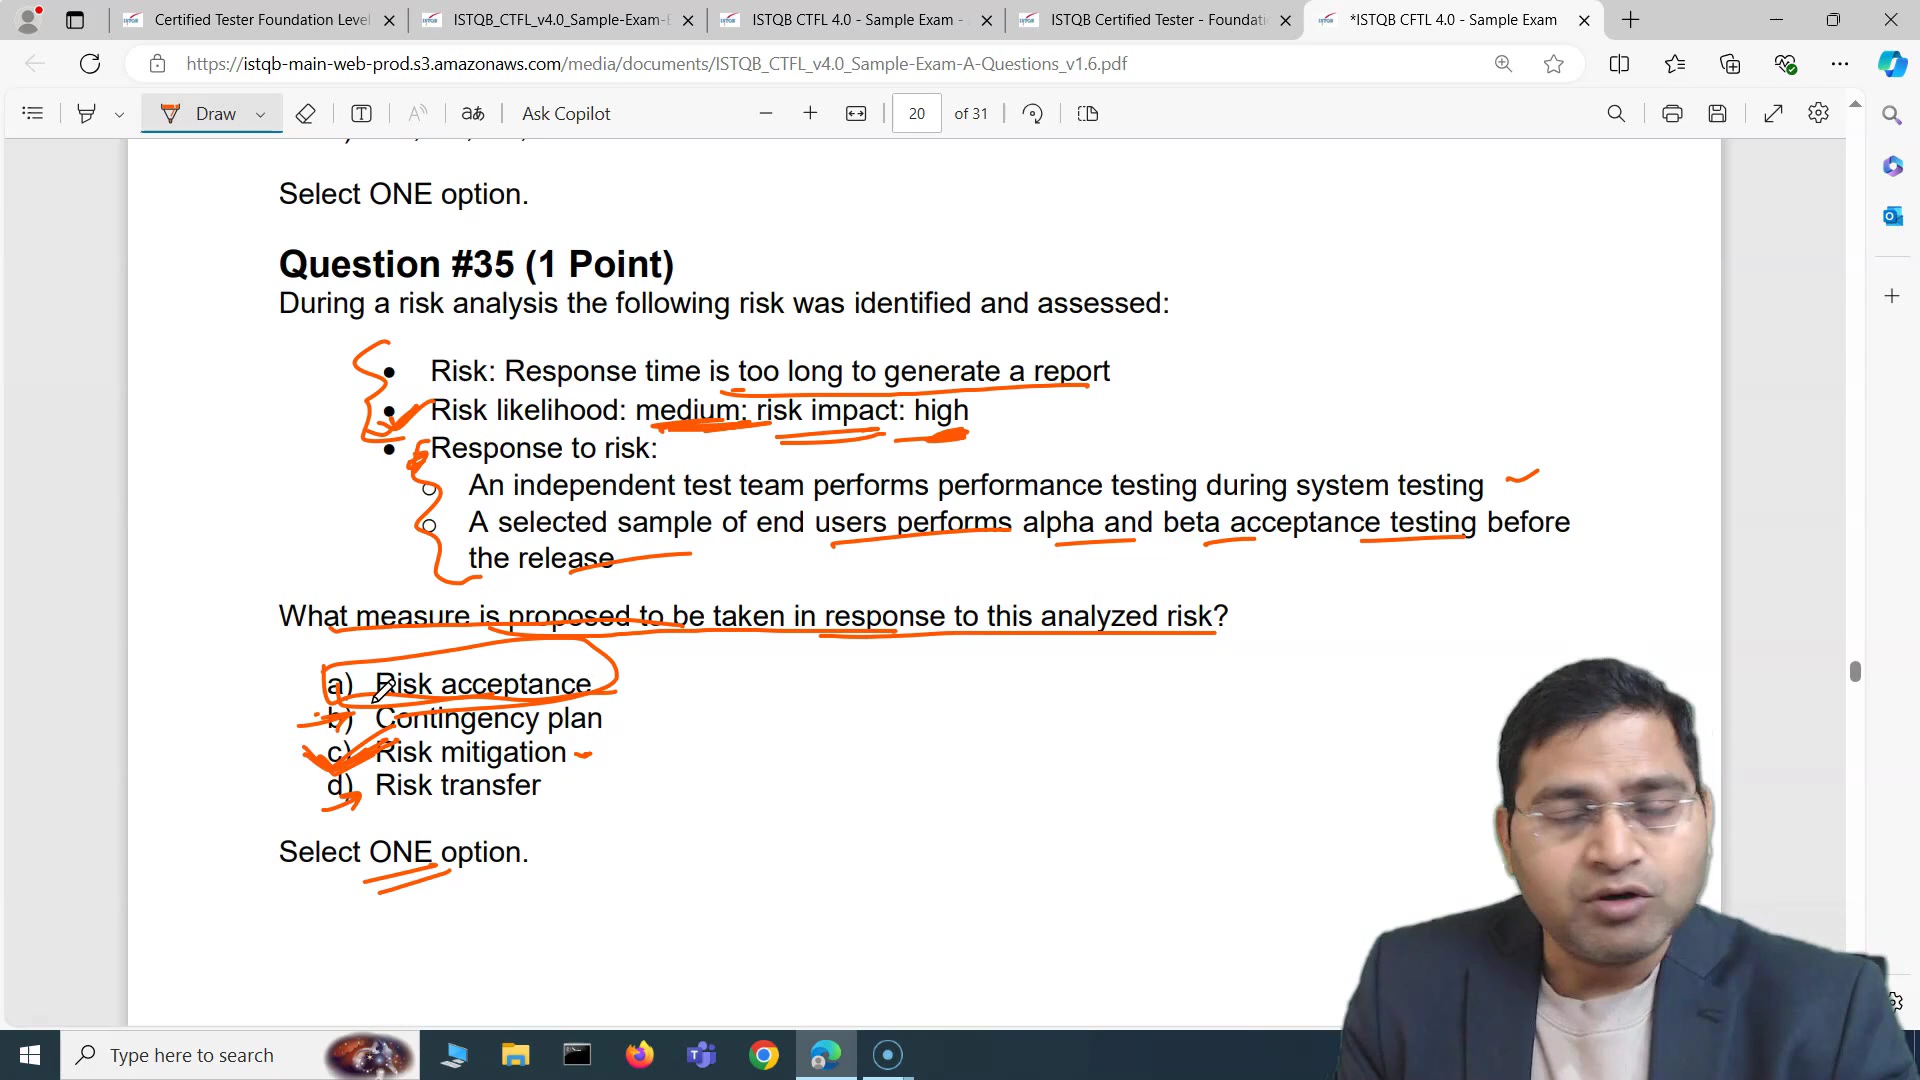 Certified Tester Foundation Level
ISTQB_CTFL_v4.0_Sample-Exam-E
ISTQB CTFL 4.0 - Sample Exam -
ISTQB Certified Tester - Foundati
*ISTQB CFTL 4.0 - Sample Exam
https://istqb-main-web-prod.s3.amazonaws.com/media/documents/ISTQB_CTFL_v4.0_Sample-Exam-A-Questions_v1.6.pdf
Draw
aあ
Ask Copilot
20 of 31
Select ONE option.
Question #35 (1 Point)
During a risk analysis the following risk was identified and assessed:
• Risk: Response time is too long to generate a report
• Risk likelihood: medium; risk impact: high
• Response to risk:
○ An independent test team performs performance testing during system testing
○ A selected sample of end users performs alpha and beta acceptance testing before
the release
What measure is proposed to be taken in response to this analyzed risk?
a) Risk acceptance
b) Contingency plan
c) Risk mitigation
d) Risk transfer
Select ONE option.
Type here to search